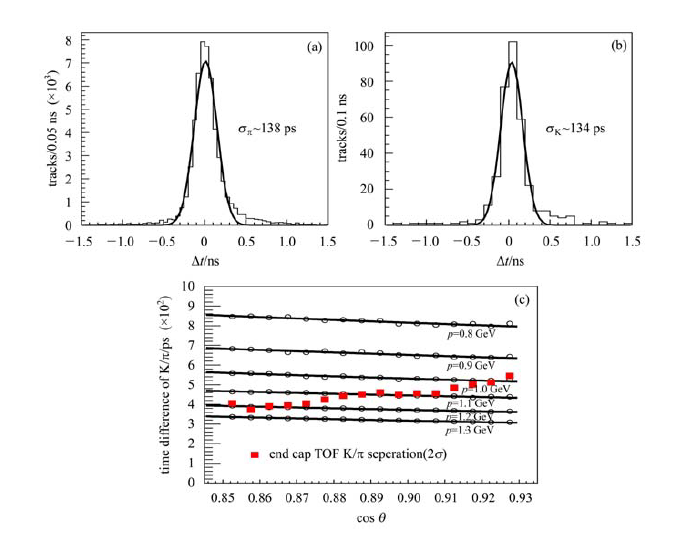 (a)
tracks/0.05 ns (×10³)
8
7
6
5
4
3
2
1
0
σπ~138 ps
−1.5 −1.0 −0.5 0 0.5 1.0 1.5
Δt/ns
(b)
tracks/0.1 ns
100
80
60
40
20
0
σK~134 ps
−1.5 −1.0 −0.5 0 0.5 1.0 1.5
Δt/ns
(c)
time difference of K/π/ps (×10²)
10
9
8
7
6
5
4
3
2
1
0
p=0.8 GeV
p=0.9 GeV
p=1.0 GeV
p=1.1 GeV
p=1.2 GeV
p=1.3 GeV
end cap TOF K/π seperation(2σ)
0.85 0.86 0.87 0.88 0.89 0.90 0.91 0.92 0.93
cos θ